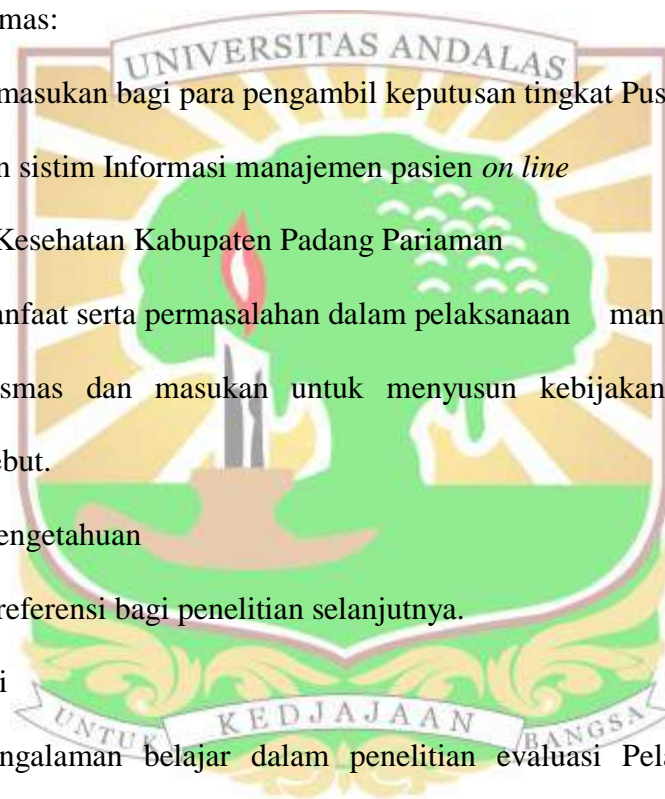 mas:
UNIVERSITAS ANDALAS
masukan bagi para pengambil keputusan tingkat Pus
n sistim Informasi manajemen pasien on line
Kesehatan Kabupaten Padang Pariaman
anfaat serta permasalahan dalam pelaksanaan man
smas dan masukan untuk menyusun kebijakan
ebut.
engetahuan
referensi bagi penelitian selanjutnya.
i
UNTUK KEDJAJAAN BANGSA
ngalaman belajar dalam penelitian evaluasi Pela